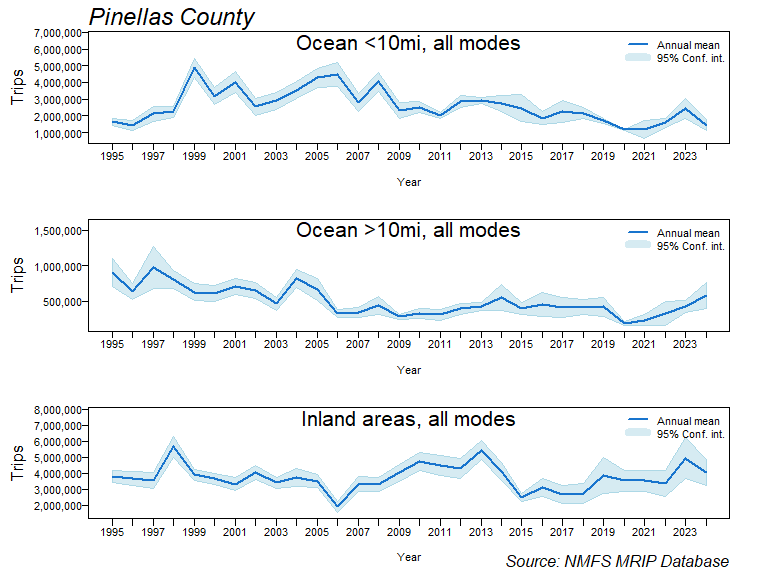 Pinellas County
Ocean <10mi, all modes
7,000,000
6,000,000
5,000,000
4,000,000
3,000,000
2,000,000
1,000,000
Trips
Annual mean
95% Conf. int.
1995 1997 1999 2001 2003 2005 2007 2009 2011 2013 2015 2017 2019 2021 2023
Year
Ocean >10mi, all modes
1,500,000
1,000,000
500,000
Trips
Annual mean
95% Conf. int.
1995 1997 1999 2001 2003 2005 2007 2009 2011 2013 2015 2017 2019 2021 2023
Year
Inland areas, all modes
8,000,000
7,000,000
6,000,000
5,000,000
4,000,000
3,000,000
2,000,000
Trips
Annual mean
95% Conf. int.
1995 1997 1999 2001 2003 2005 2007 2009 2011 2013 2015 2017 2019 2021 2023
Year
Source: NMFS MRIP Database